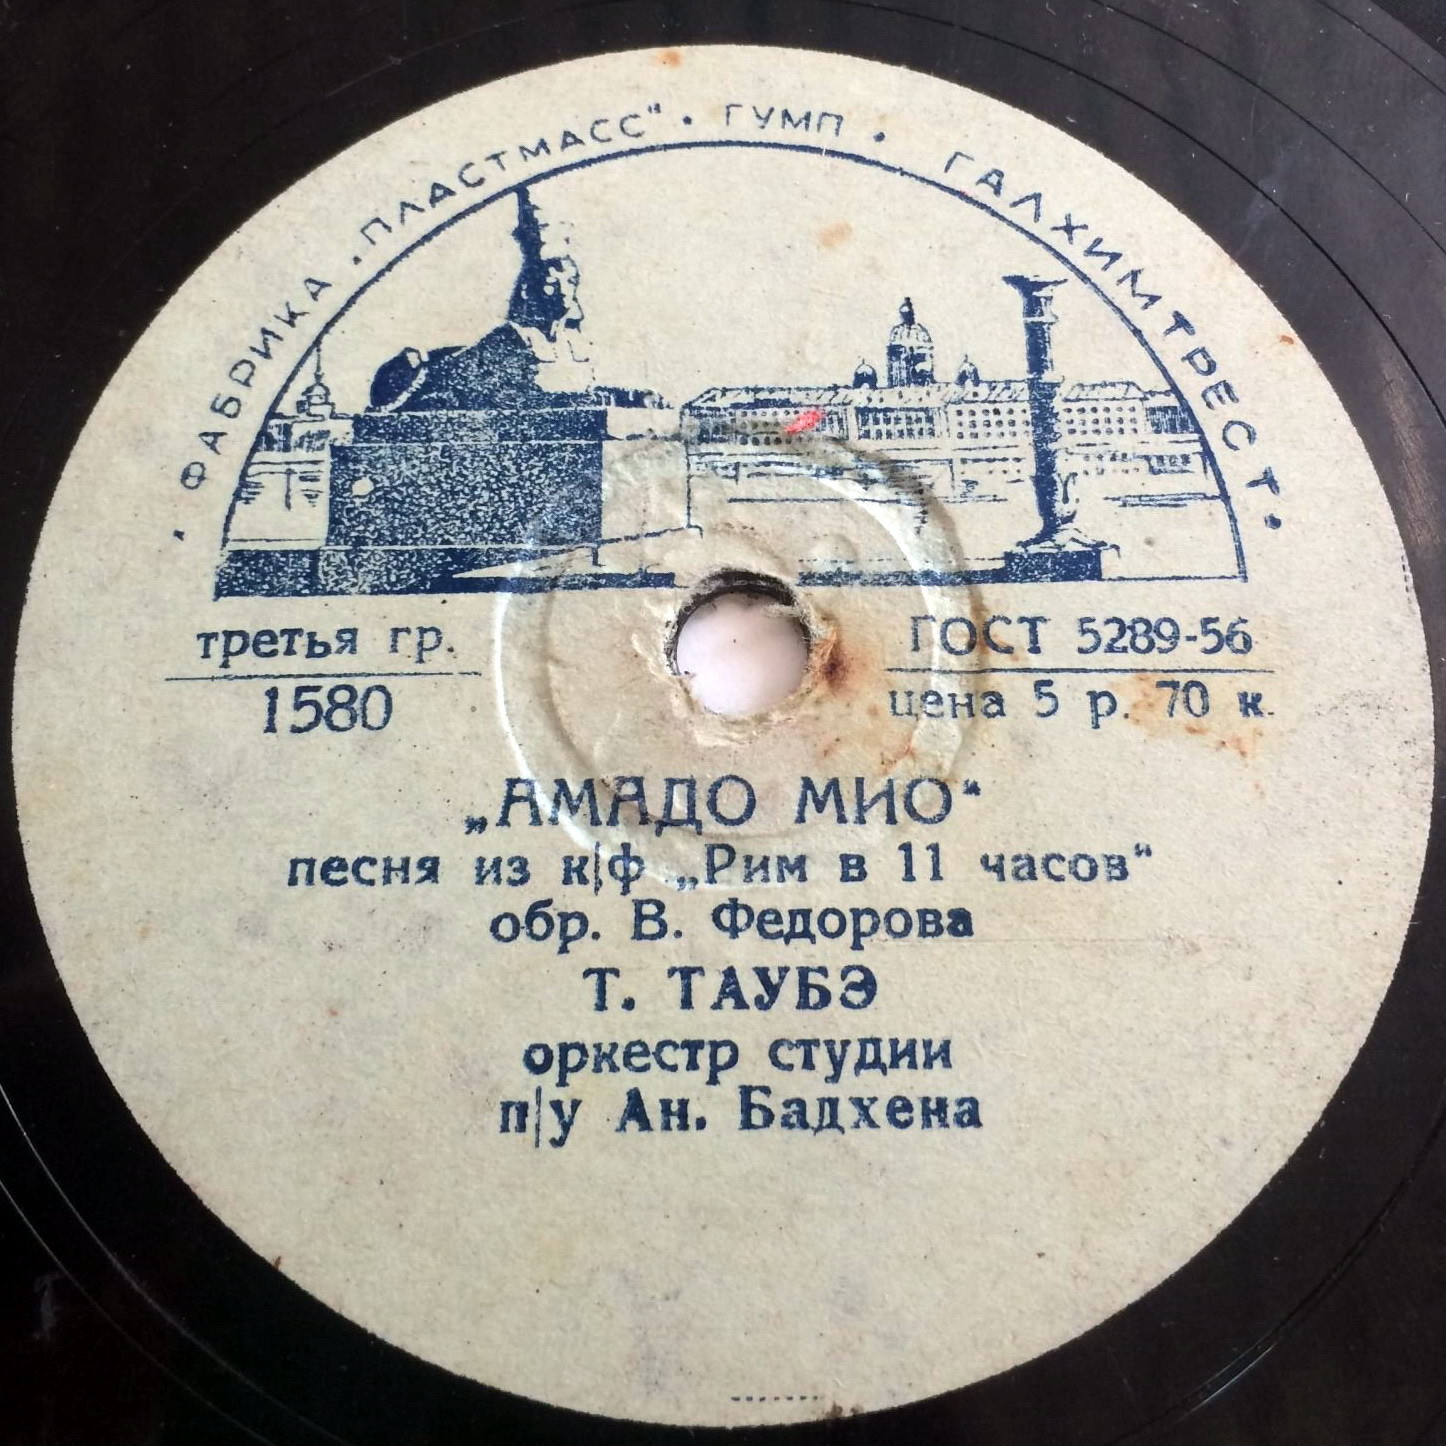 • ФАБРИКА „ПЛАСТМАСС" • ГУМП • ГАЛХИМТРЕСТ •
третья гр.
1580
ГОСТ 5289-56
цена 5 р. 70 к.
„АМАДО МИО"
песня из к|ф „Рим в 11 часов"
обр. В. Федорова
Т. ТАУБЭ
оркестр студии
п|у Ан. Бадхена